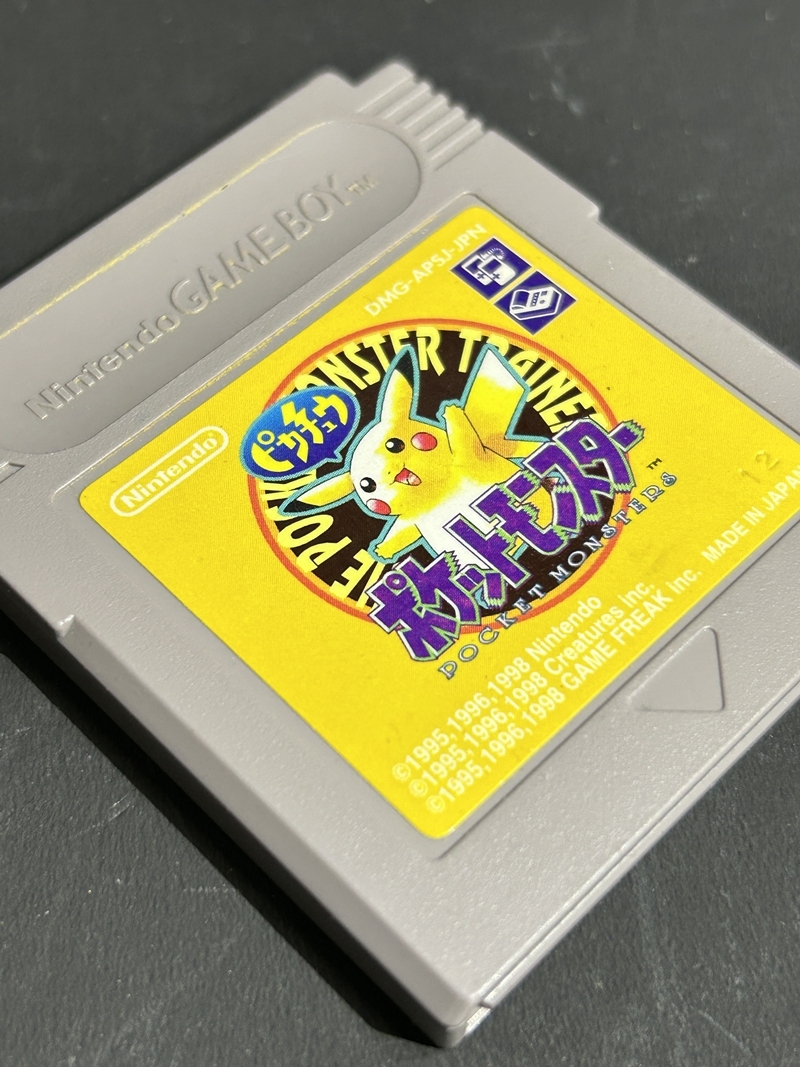 Nintendo GAME BOY™
DMG-APSJ-JPN
Nintendo
MONSTER TRAINER
ピカチュウ
ポケットモンスター
™
POCKET MONSTERS
12
©1995,1996,1998 Nintendo
©1995,1996,1998 Creatures inc.
©1995,1996,1998 GAME FREAK inc.
MADE IN JAPAN